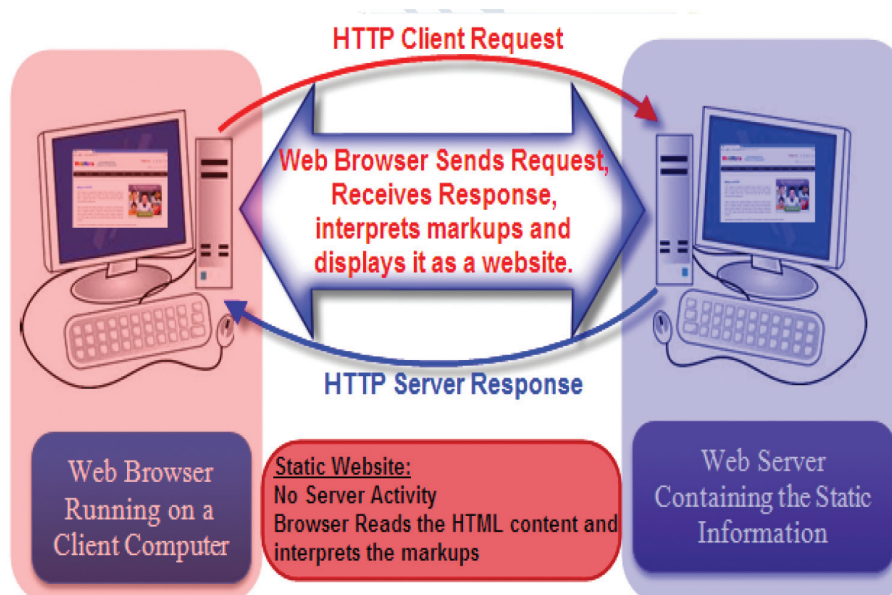 HTTP Client Request
Web Browser Sends Request,
Receives Response,
interprets markups and
displays it as a website.
HTTP Server Response
Web Browser
Running on a
Client Computer
Static Website:
No Server Activity
Browser Reads the HTML content and
interprets the markups
Web Server
Containing the Static
Information